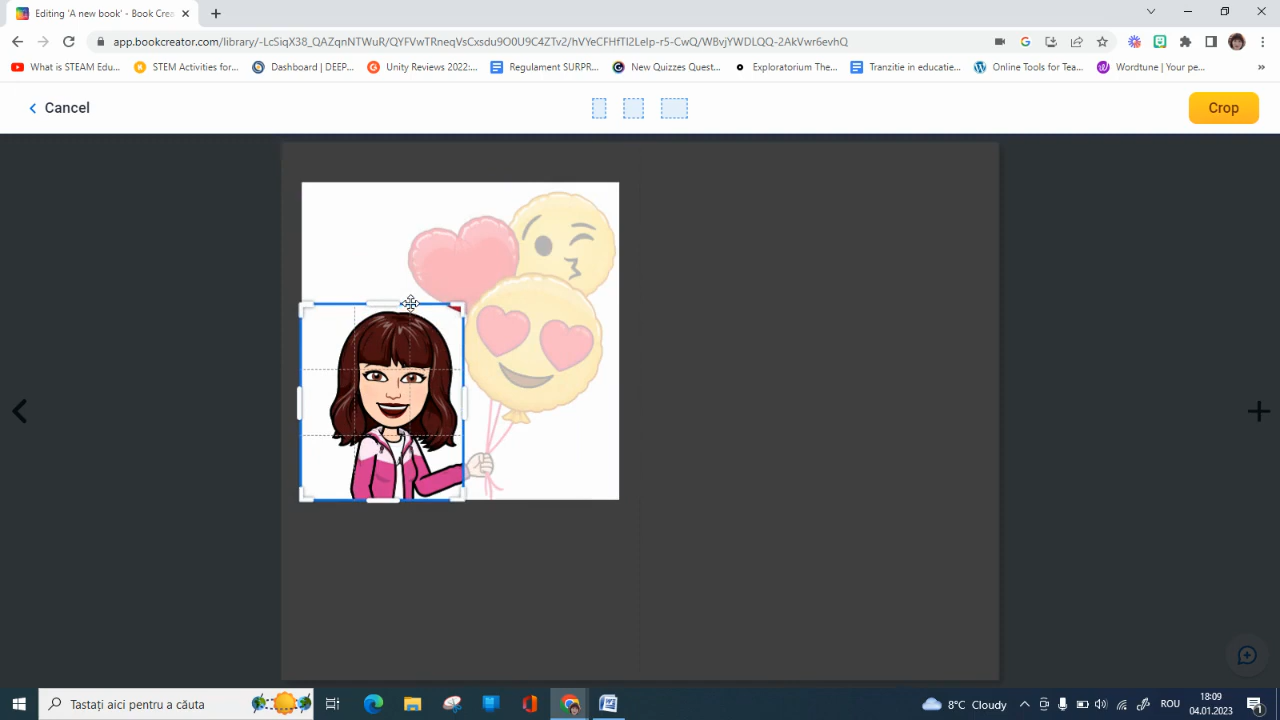 Editing 'A new book' - Book Crea
app.bookcreator.com/library/-LcSiqX38_QAZqnNTWuR/QYFvwTRneeVsCxsdu9O0U9C4ZTv2/hVYeCFHfTl2LeIp-r5-CwQ/WBvjYWDLQQ-2AkVwr6evhQ
What is STEAM Edu...
STEM Activities for...
Dashboard | DEEP...
Unity Reviews 2022:...
Regulament SURPR...
New Quizzes Quest...
Exploratorium The...
Tranzitie in educatie...
Online Tools for Tea...
Wordtune | Your pe...
»
Cancel
Crop
Tastați aici pentru a căuta
8°C Cloudy
ROU
18:09
04.01.2023
1